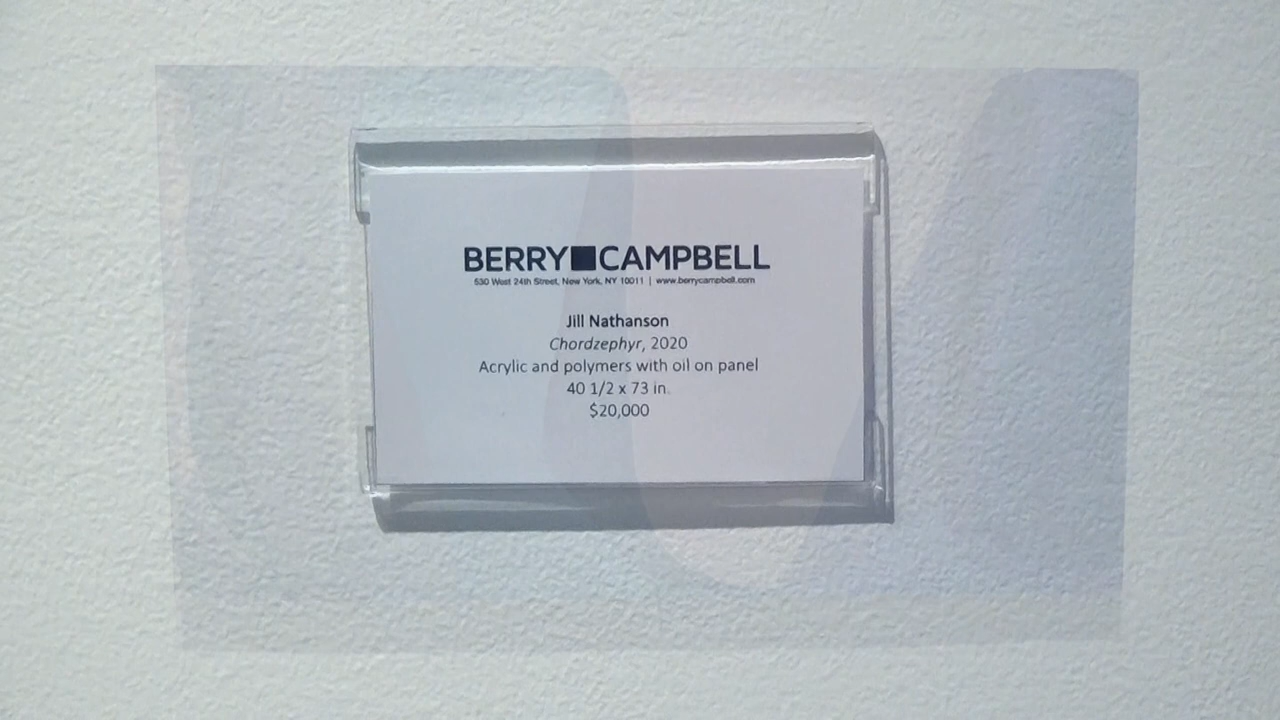 BERRY CAMPBELL
530 West 24th Street, New York, NY 10011 | www.berrycampbell.com
Jill Nathanson
Chordzephyr, 2020
Acrylic and polymers with oil on panel
40 1/2 x 73 in.
$20,000